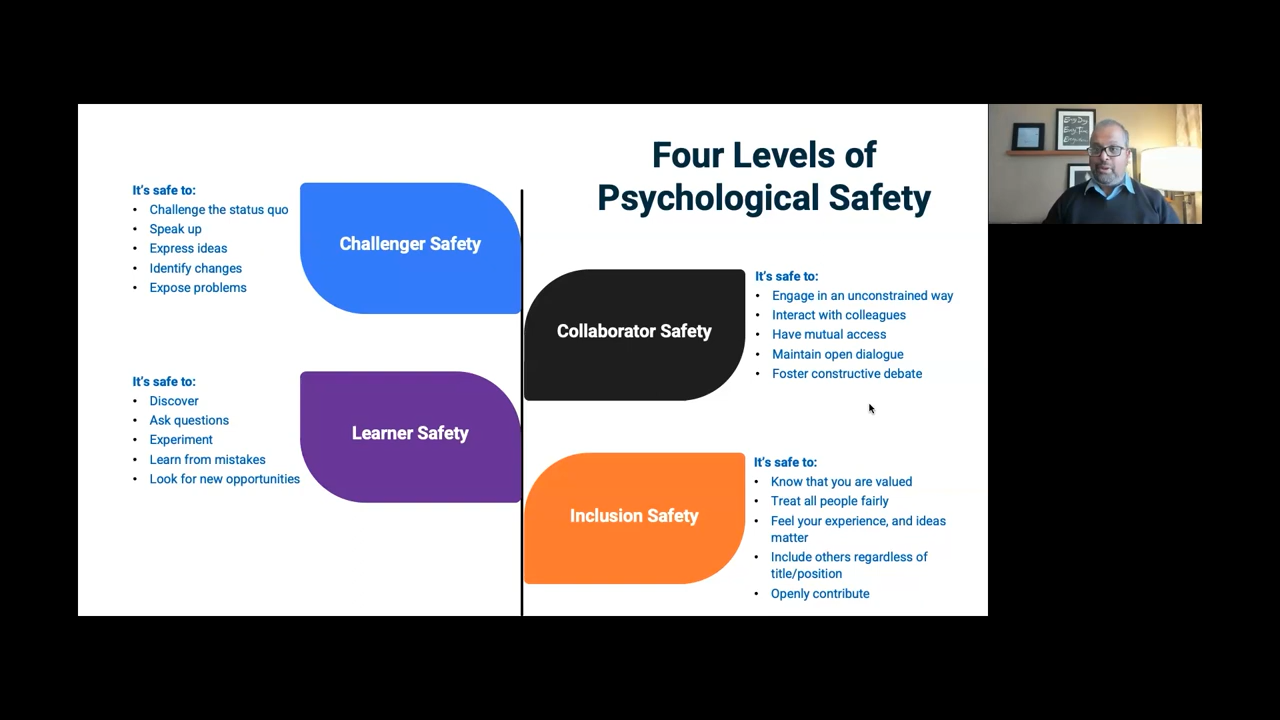 Four Levels of
Psychological Safety
It's safe to:
• Challenge the status quo
• Speak up
• Express ideas
• Identify changes
• Expose problems
Challenger Safety
It's safe to:
• Engage in an unconstrained way
• Interact with colleagues
• Have mutual access
• Maintain open dialogue
• Foster constructive debate
Collaborator Safety
It's safe to:
• Discover
• Ask questions
• Experiment
• Learn from mistakes
• Look for new opportunities
Learner Safety
It's safe to:
• Know that you are valued
• Treat all people fairly
• Feel your experience, and ideas
matter
• Include others regardless of
title/position
• Openly contribute
Inclusion Safety
Every Day
Every Time